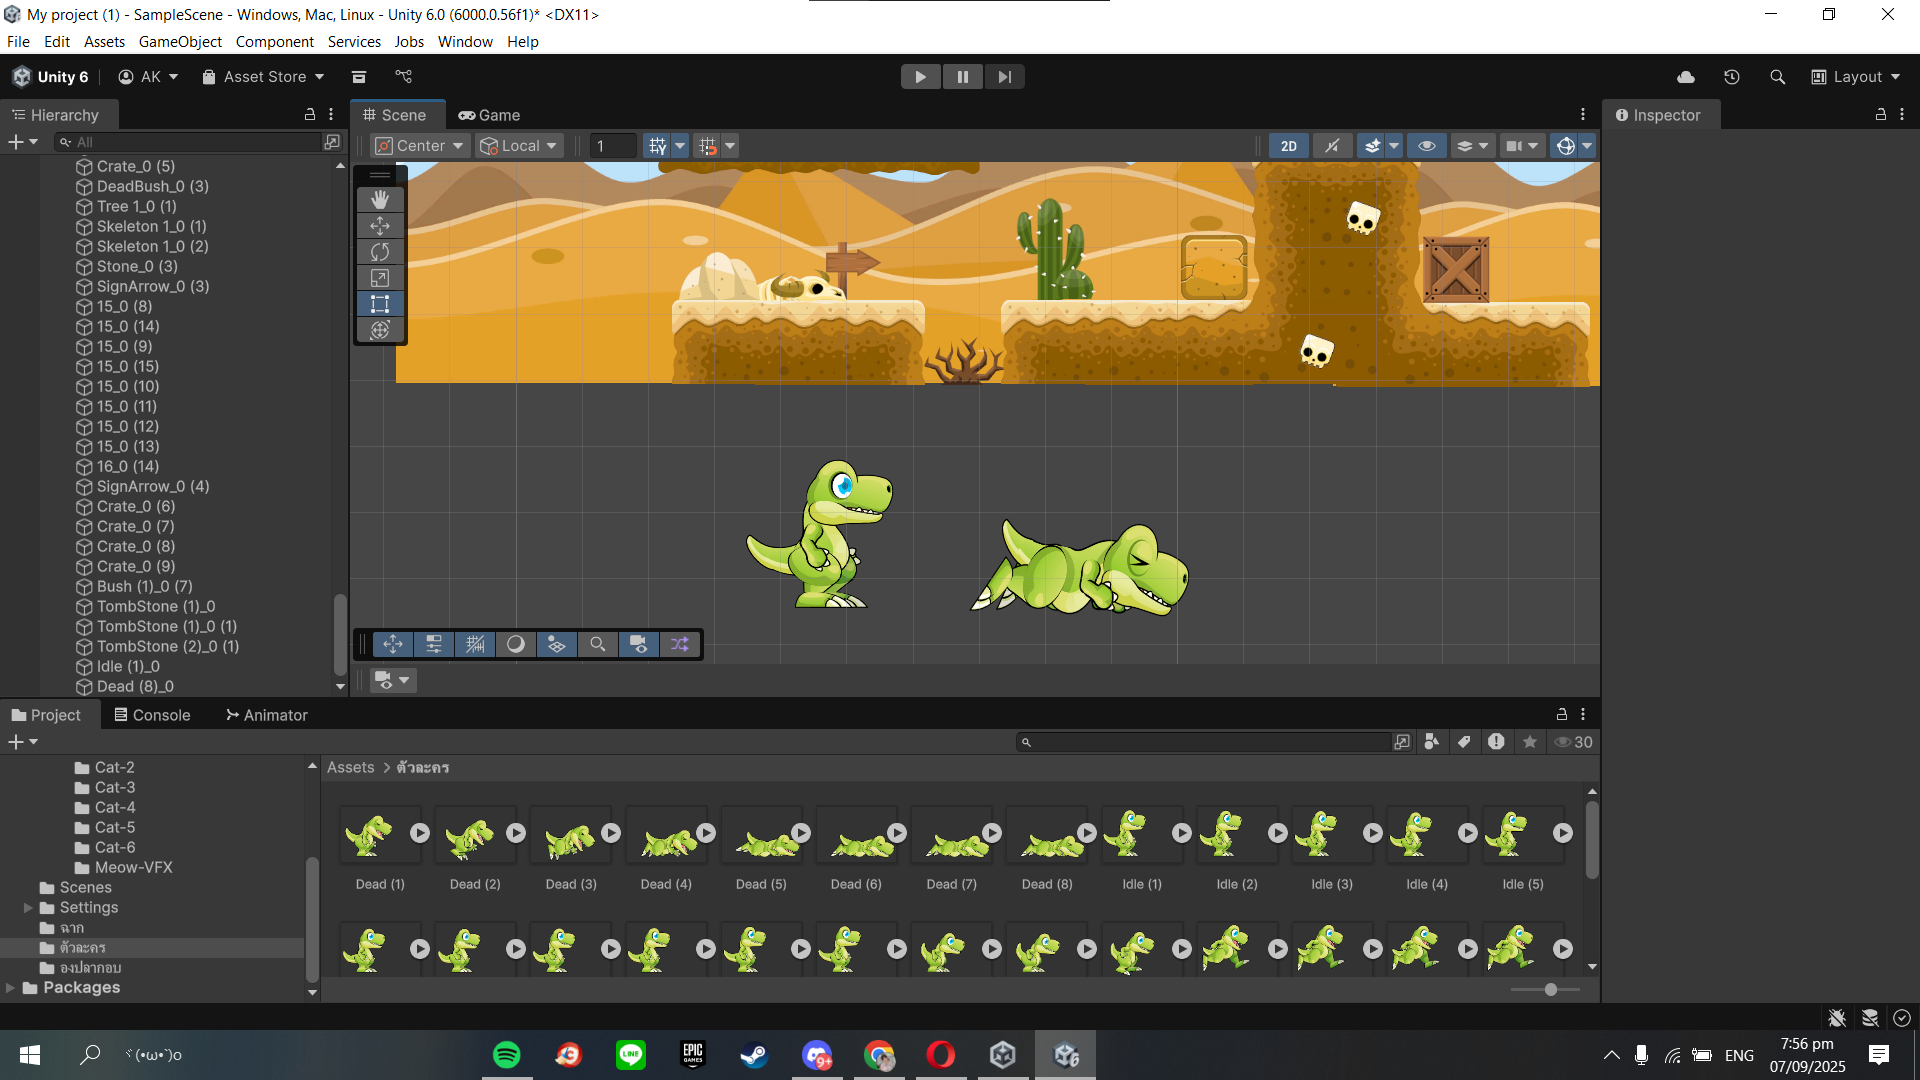 My project (1) - SampleScene - Windows, Mac, Linux - Unity 6.0 (6000.0.56f1)* <DX11>
File Edit Assets GameObject Component Services Jobs Window Help
Unity 6 AK Asset Store Layout
Hierarchy Scene Game Inspector
All Center Local 1 2D
Crate_0 (5)
DeadBush_0 (3)
Tree 1_0 (1)
Skeleton 1_0 (1)
Skeleton 1_0 (2)
Stone_0 (3)
SignArrow_0 (3)
15_0 (8)
15_0 (14)
15_0 (9)
15_0 (15)
15_0 (10)
15_0 (11)
15_0 (12)
15_0 (13)
16_0 (14)
SignArrow_0 (4)
Crate_0 (6)
Crate_0 (7)
Crate_0 (8)
Crate_0 (9)
Bush (1)_0 (7)
TombStone (1)_0
TombStone (1)_0 (1)
TombStone (2)_0 (1)
Idle (1)_0
Dead (8)_0
Project Console Animator
30
Cat-2
Cat-3
Cat-4
Cat-5
Cat-6
Meow-VFX
Scenes
Settings
ฉาก
ตัวละคร
องปลากอบ
Packages
Assets > ตัวละคร
Dead (1) Dead (2) Dead (3) Dead (4) Dead (5) Dead (6) Dead (7) Dead (8) Idle (1) Idle (2) Idle (3) Idle (4) Idle (5)
LINE EPIC GAMES 9+ 6 ENG
7:56 pm
07/09/2025